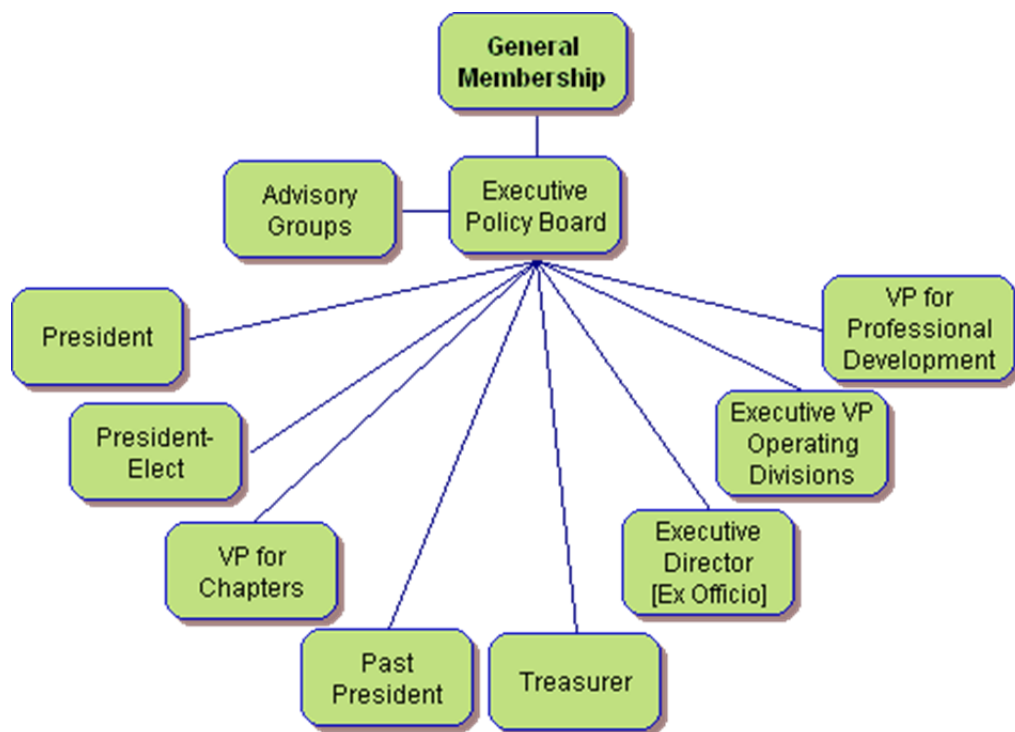 General
Membership
Advisory
Groups
Executive
Policy Board
President
VP for
Professional
Development
President-
Elect
Executive VP
Operating
Divisions
VP for
Chapters
Executive
Director
[Ex Officio]
Past
President
Treasurer